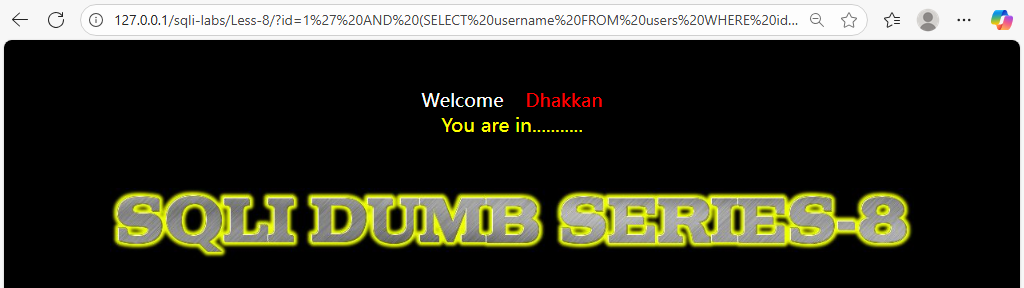 127.0.0.1/sqli-labs/Less-8/?id=1%27%20AND%20(SELECT%20username%20FROM%20users%20WHERE%20id...
Welcome Dhakkan
You are in...........
SQLI DUMB SERIES-8